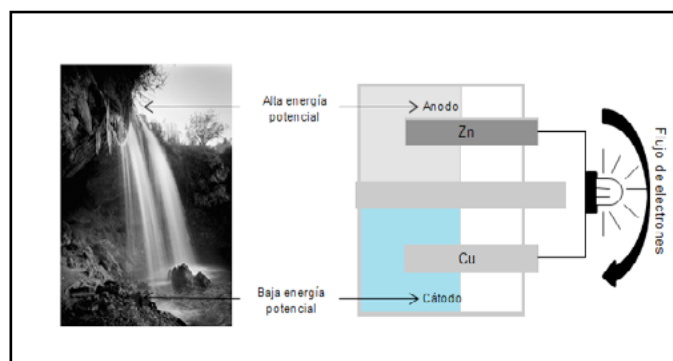 Alta energía
potencial
Anodo
Zn
Cu
Baja energía
potencial
Cátodo
Flujo de electrones